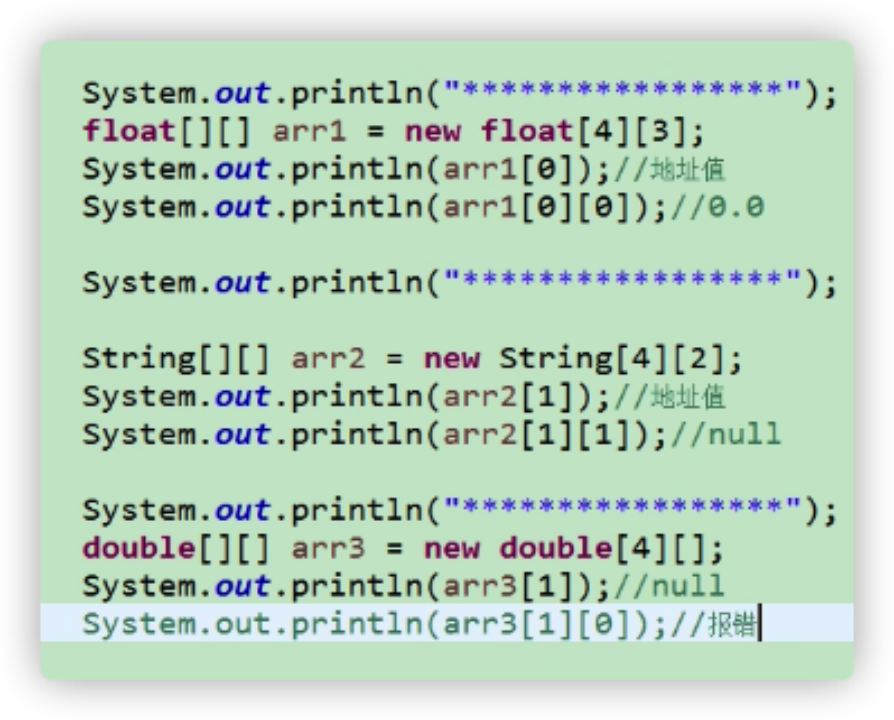 System.out.println("*****************");
float[][] arr1 = new float[4][3];
System.out.println(arr1[0]);//地址值
System.out.println(arr1[0][0]);//0.0
System.out.println("*****************");
String[][] arr2 = new String[4][2];
System.out.println(arr2[1]);//地址值
System.out.println(arr2[1][1]);//null
System.out.println("*****************");
double[][] arr3 = new double[4][];
System.out.println(arr3[1]);//null
System.out.println(arr3[1][0]);//报错